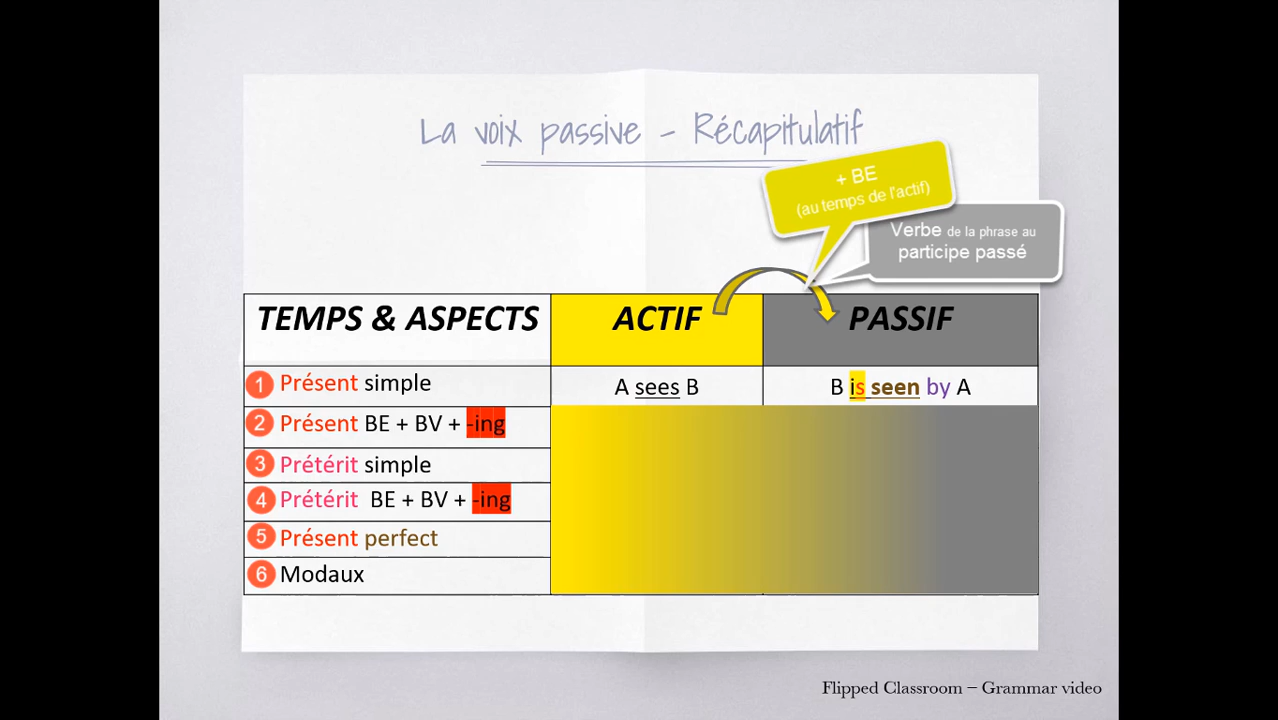 La voix passive - Récapitulatif
+ BE
(au temps de l'actif)
Verbe de la phrase au
participe passé
TEMPS & ASPECTS ACTIF PASSIF
1 Présent simple A sees B B is seen by A
2 Présent BE + BV + -ing
3 Prétérit simple
4 Prétérit BE + BV + -ing
5 Présent perfect
6 Modaux
Flipped Classroom – Grammar video